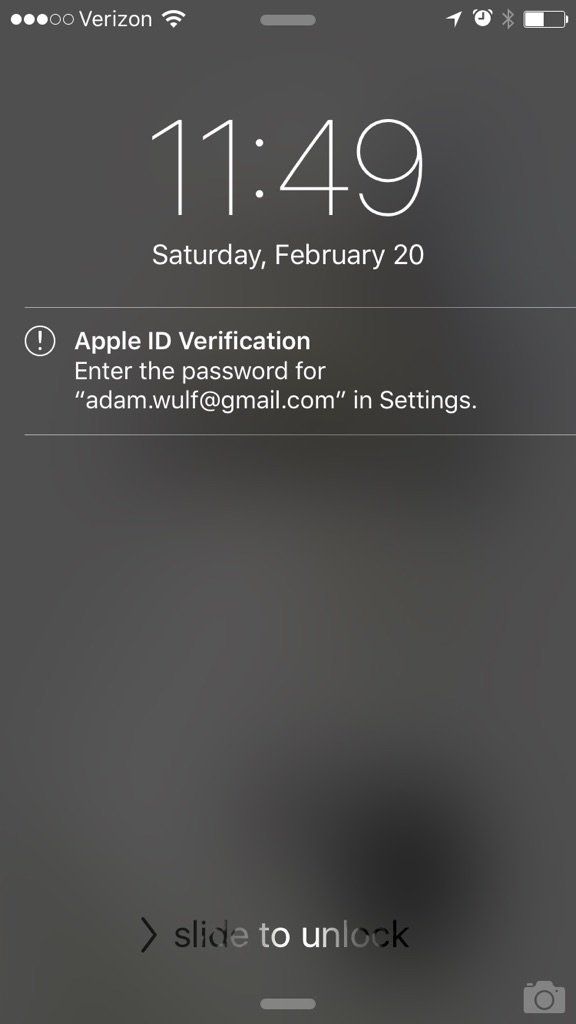 Verizon
11:49
Saturday, February 20
Apple ID Verification
Enter the password for
“adam.wulf@gmail.com” in Settings.
slide to unlock